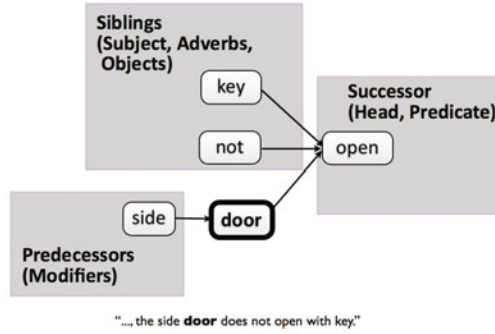 Siblings
(Subject, Adverbs,
Objects)
key
not
Successor
(Head, Predicate)
open
side
door
Predecessors
(Modifiers)
“..., the side door does not open with key.”